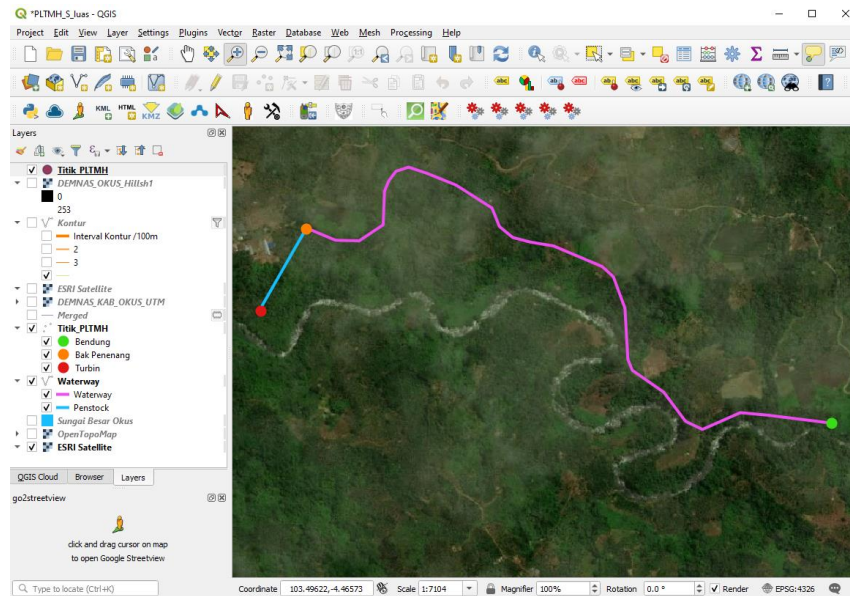 *PLTMH_S_luas - QGIS
Project Edit View Layer Settings Plugins Vector Raster Database Web Mesh Processing Help
KML HTML KMZ
Layers
Titik_PLTMH
DEMNAS_OKUS_Hillsh1
0
253
Kontur
Interval Kontur /100m
2
3
ESRI Satellite
DEMNAS_KAB_OKUS_UTM
Merged
Titik_PLTMH
Bendung
Bak Penenang
Turbin
Waterway
Waterway
Penstock
Sungai Besar Okus
OpenTopoMap
ESRI Satellite
QGIS Cloud Browser Layers
go2streetview
click and drag cursor on map
to open Google Streetview
Type to locate (Ctrl+K) Coordinate 103.49622,-4.46573 Scale 1:7104 Magnifier 100% Rotation 0.0 ° Render EPSG:4326